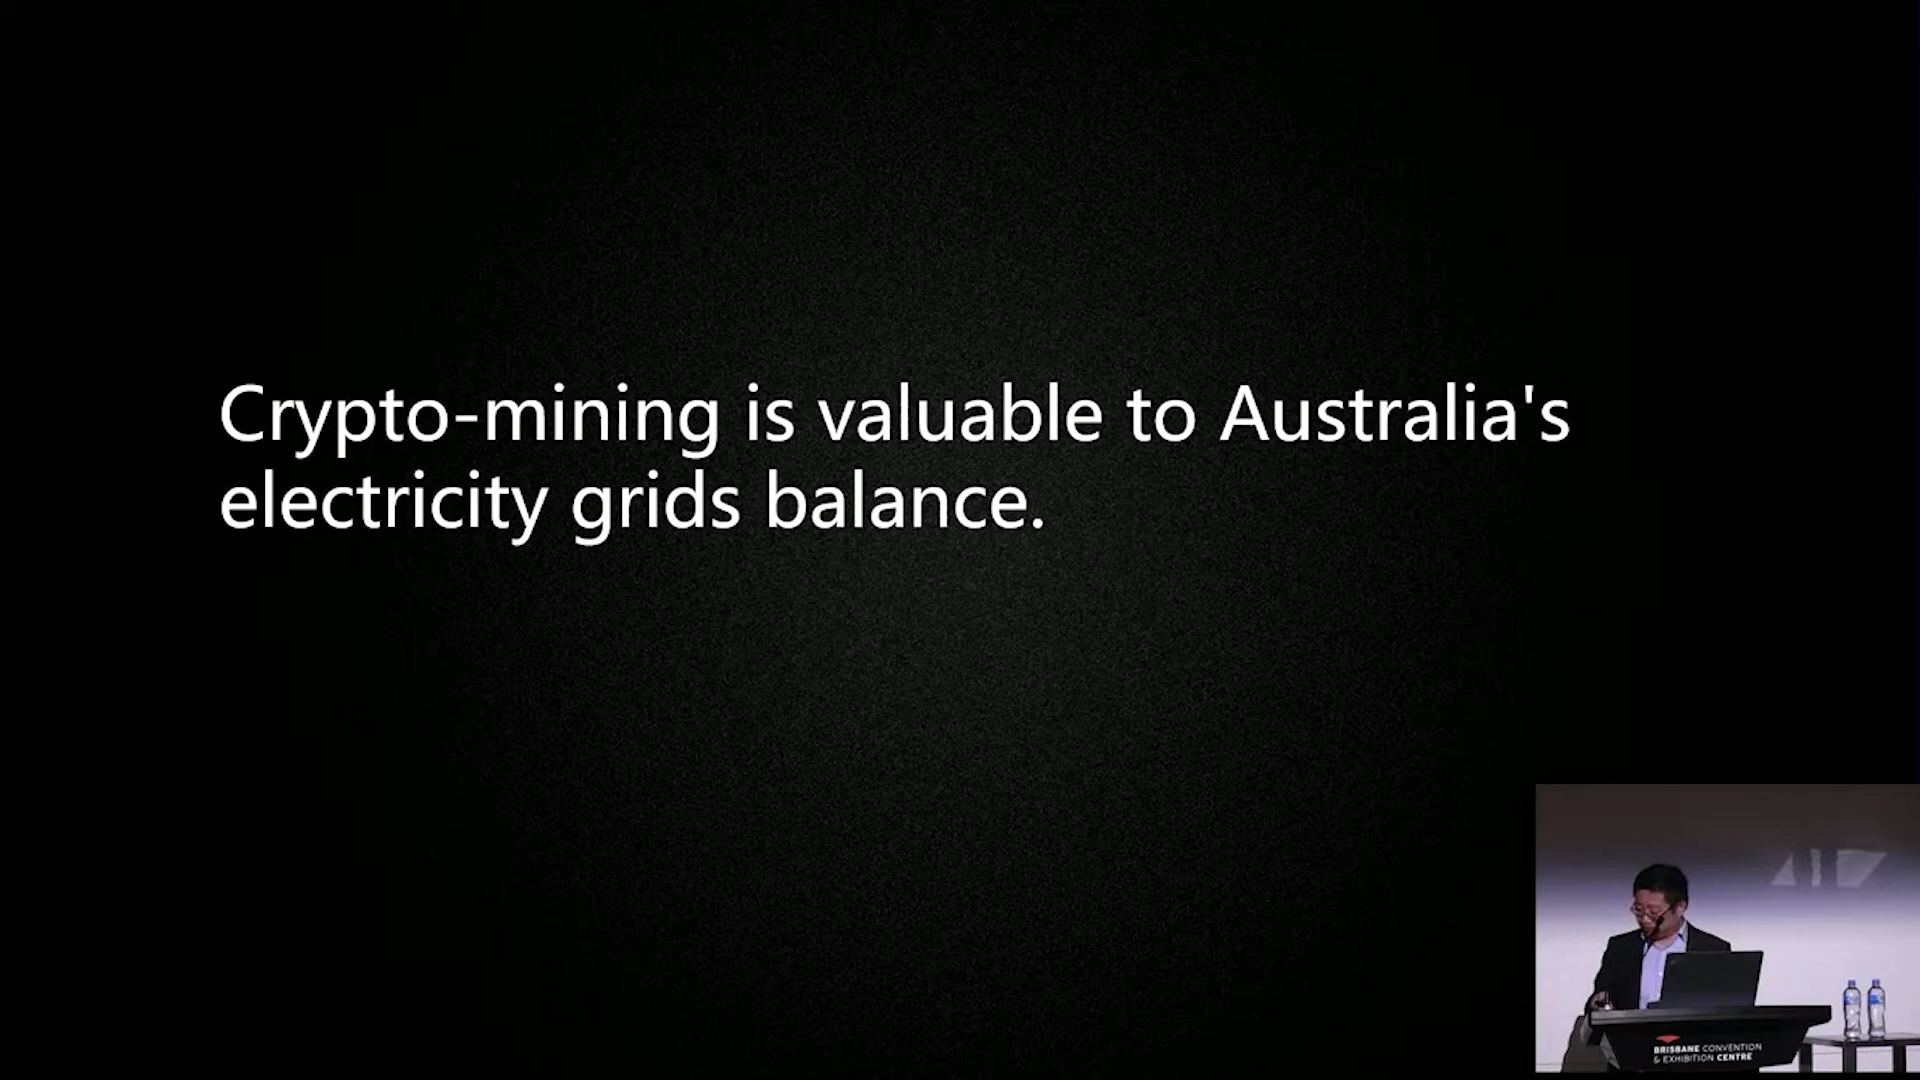 Crypto-mining is valuable to Australia's
electricity grids balance.
BRISBANE CONVENTION
& EXHIBITION CENTRE